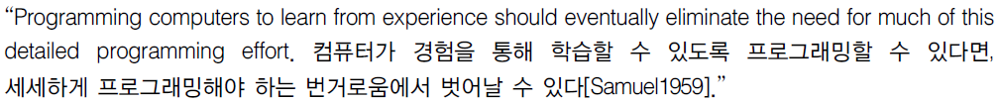 “Programming computers to learn from experience should eventually eliminate the need for much of this
detailed programming effort. 컴퓨터가 경험을 통해 학습할 수 있도록 프로그래밍할 수 있다면,
세세하게 프로그래밍해야 하는 번거로움에서 벗어날 수 있다[Samuel1959].”